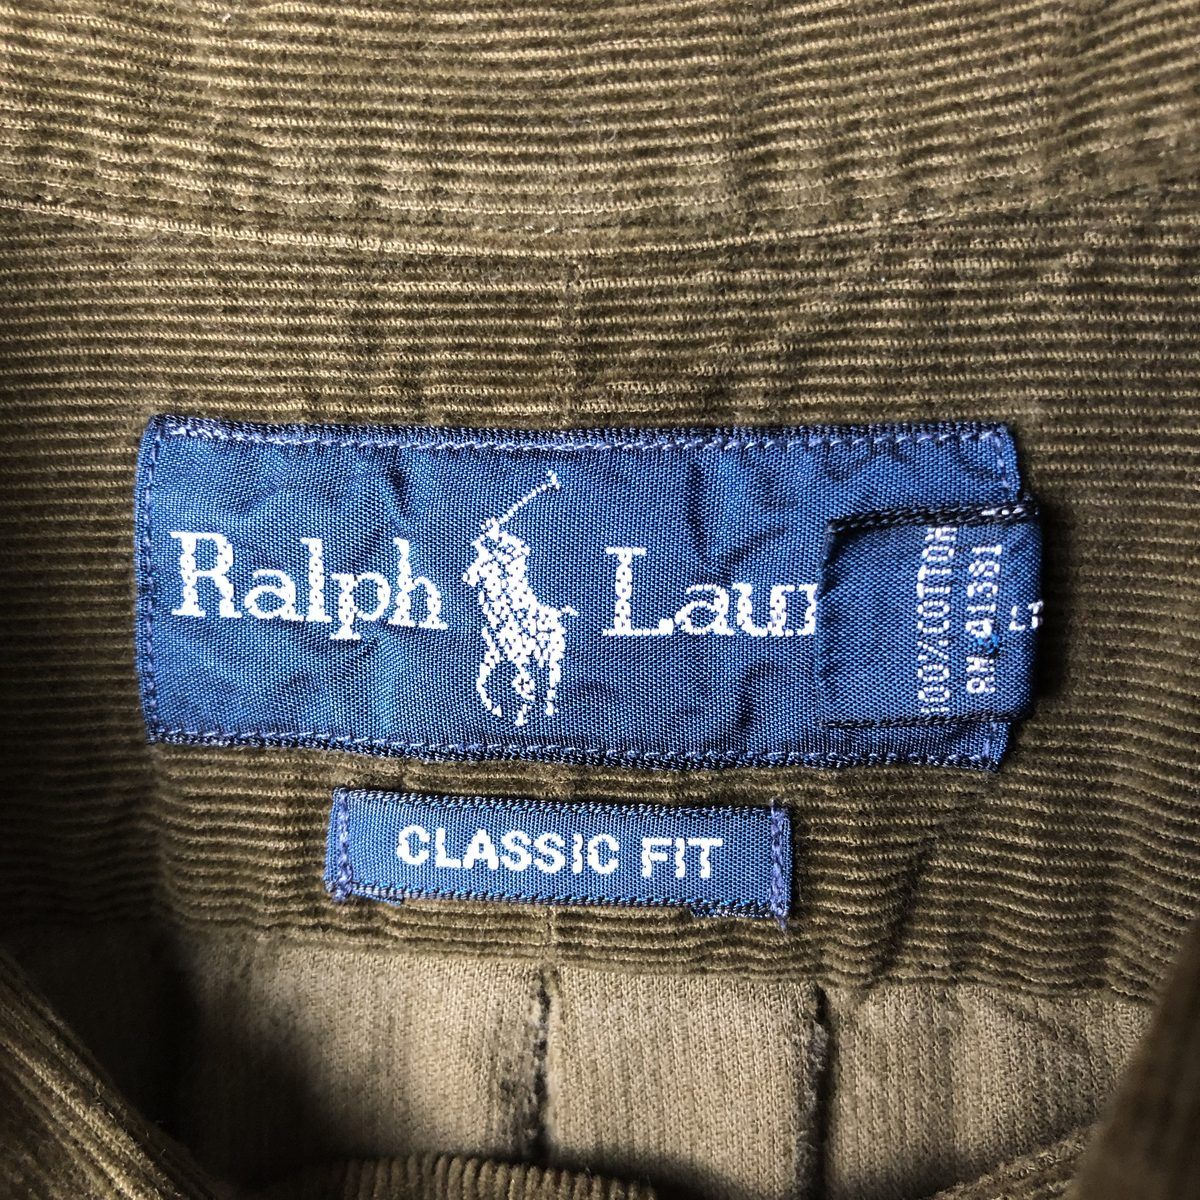 Ralph Laur
100% COTTON
RN 41381
CLASSIC FIT